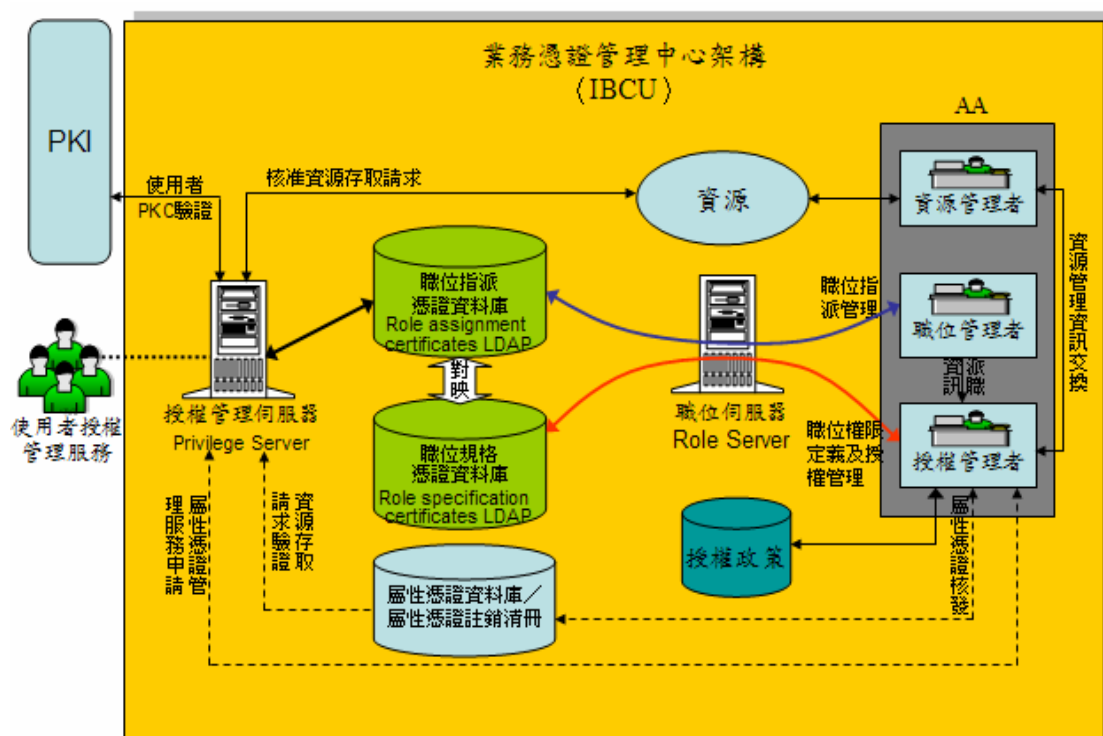 業務憑證管理中心架構
（IBCU）
PKI
AA
使用者
PKC驗證
核准資源存取請求
資源
資源管理者
職位指派
憑證資料庫
Role assignment
certificates LDAP
職位指
派管理
職位管理者
資源管理資訊交換
對映
派職
資訊
使用者授權
管理服務
授權管理伺服器
Privilege Server
職位規格
憑證資料庫
Role specification
certificates LDAP
職位伺服器
Role Server
職位權限
定義及授
權管理
授權管理者
屬性憑證管
理服務申請
資源存取
請求驗證
授權政策
屬性憑證核發
屬性憑證資料庫／
屬性憑證註銷清冊